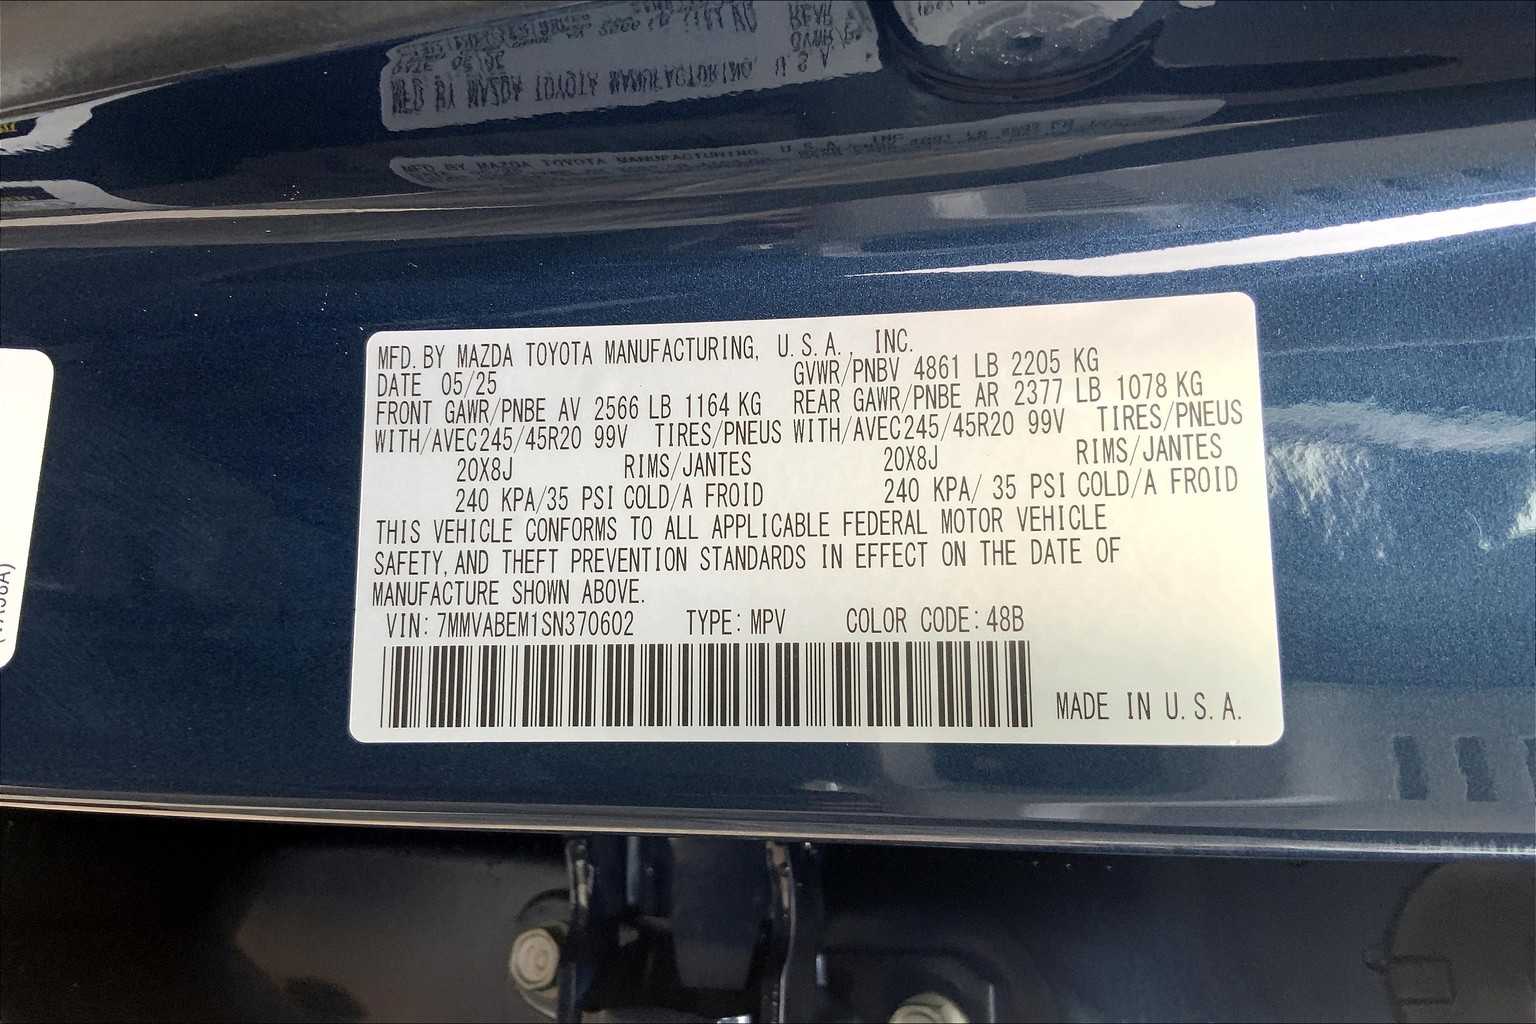 MFD. BY MAZDA TOYOTA MANUFACTURING, U.S.A., INC.
DATE 05/25 GVWR/PNBV 4861 LB 2205 KG
FRONT GAWR/PNBE AV 2566 LB 1164 KG REAR GAWR/PNBE AR 2377 LB 1078 KG
WITH/AVEC245/45R20 99V TIRES/PNEUS WITH/AVEC245/45R20 99V TIRES/PNEUS
20X8J RIMS/JANTES 20X8J RIMS/JANTES
240 KPA/35 PSI COLD/A FROID 240 KPA/ 35 PSI COLD/A FROID
THIS VEHICLE CONFORMS TO ALL APPLICABLE FEDERAL MOTOR VEHICLE
SAFETY, AND THEFT PREVENTION STANDARDS IN EFFECT ON THE DATE OF
MANUFACTURE SHOWN ABOVE.
VIN: 7MMVABEM1SN370602 TYPE: MPV COLOR CODE: 48B
MADE IN U.S.A.